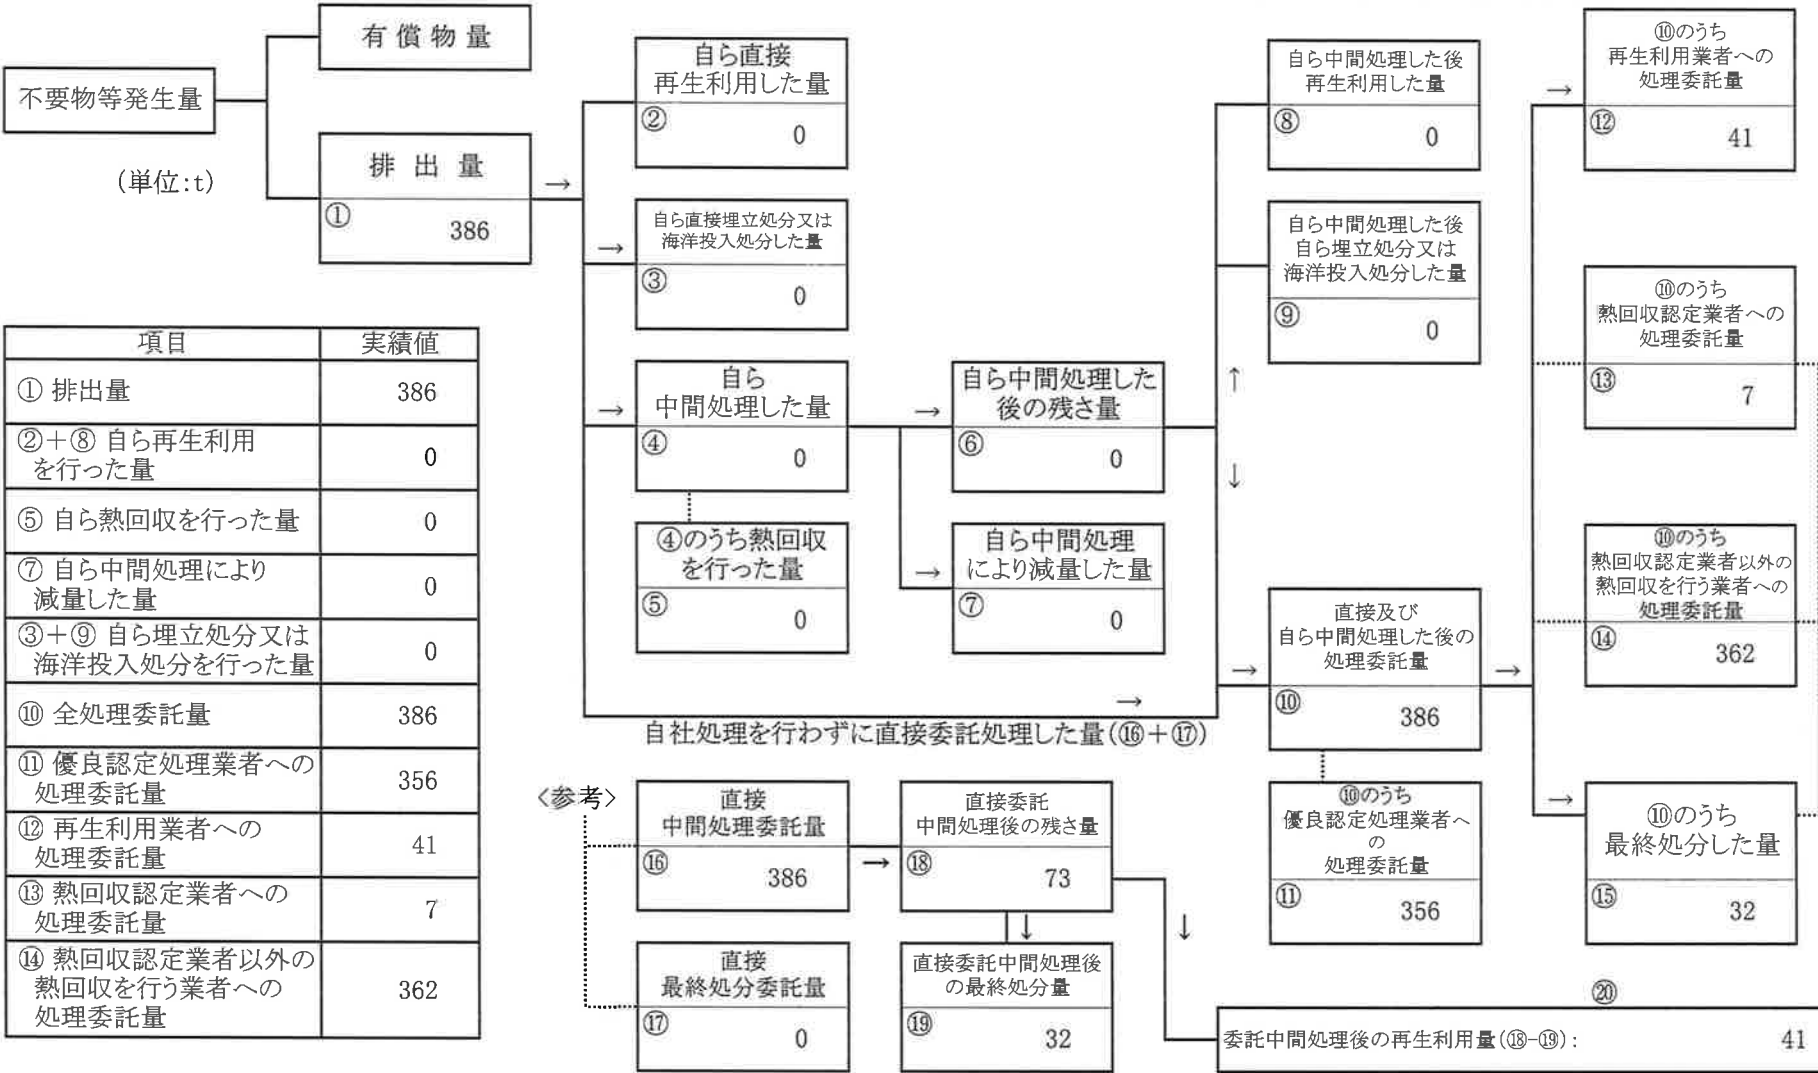 不要物等発生量
有償物量
(単位:t)
排出量
① 386
自ら直接
再生利用した量
② 0
自ら直接埋立処分又は
海洋投入処分した量
③ 0
自ら
中間処理した量
④ 0
④のうち熱回収
を行った量
⑤ 0
自ら中間処理した
後の残さ量
⑥ 0
自ら中間処理
により減量した量
⑦ 0
自ら中間処理した後
再生利用した量
⑧ 0
自ら中間処理した後
自ら埋立処分又は
海洋投入処分した量
⑨ 0
直接及び
自ら中間処理した後の
処理委託量
⑩ 386
⑩のうち
優良認定処理業者へ
の
処理委託量
⑪ 356
⑩のうち
再生利用業者への
処理委託量
⑫ 41
⑩のうち
熱回収認定業者への
処理委託量
⑬ 7
⑩のうち
熱回収認定業者以外の
熱回収を行う業者への
処理委託量
⑭ 362
⑩のうち
最終処分した量
⑮ 32
自社処理を行わずに直接委託処理した量(⑯+⑰)
〈参考〉
直接
中間処理委託量
⑯ 386
直接
最終処分委託量
⑰ 0
直接委託
中間処理後の残さ量
⑱ 73
直接委託中間処理後
の最終処分量
⑲ 32
⑳
委託中間処理後の再生利用量(⑱-⑲): 41
項目 実績値
① 排出量 386
②+⑧ 自ら再生利用
を行った量 0
⑤ 自ら熱回収を行った量 0
⑦ 自ら中間処理により
減量した量 0
③+⑨ 自ら埋立処分又は
海洋投入処分を行った量 0
⑩ 全処理委託量 386
⑪ 優良認定処理業者への
処理委託量 356
⑫ 再生利用業者への
処理委託量 41
⑬ 熱回収認定業者への
処理委託量 7
⑭ 熱回収認定業者以外の
熱回収を行う業者への
処理委託量 362